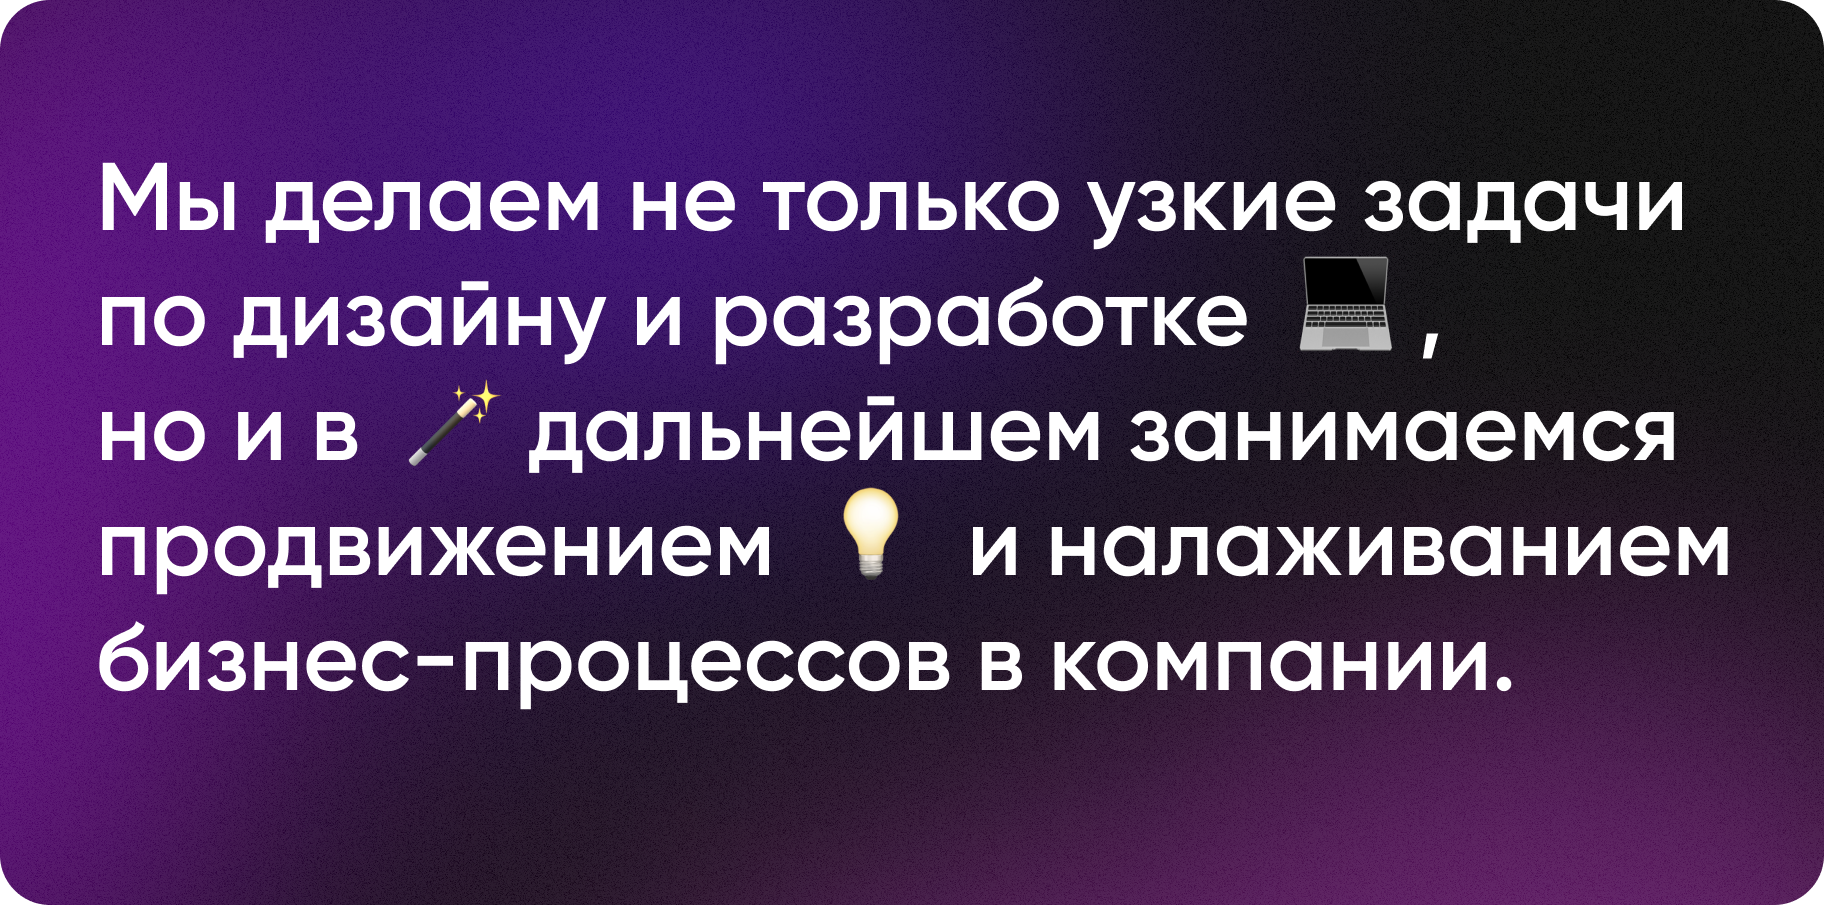 Мы делаем не только узкие задачи
по дизайну и разработке 💻 ,
но и в 🪄 дальнейшем занимаемся
продвижением 💡 и налаживанием
бизнес-процессов в компании.